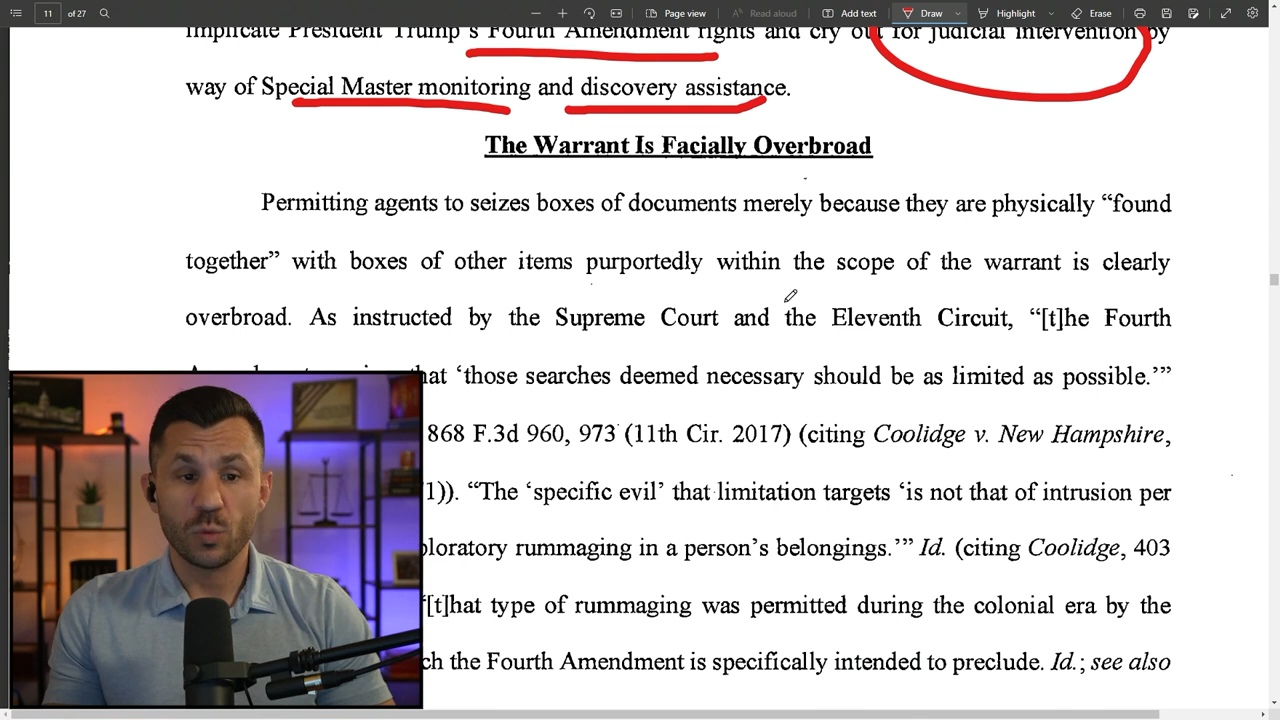 11 of 27
Page view
Read aloud
Add text
Draw
Highlight
Erase
implicate President Trump's Fourth Amendment rights and cry out for judicial intervention by
way of Special Master monitoring and discovery assistance.
The Warrant Is Facially Overbroad
Permitting agents to seizes boxes of documents merely because they are physically “found
together” with boxes of other items purportedly within the scope of the warrant is clearly
overbroad. As instructed by the Supreme Court and the Eleventh Circuit, “[t]he Fourth
that ‘those searches deemed necessary should be as limited as possible.’”
868 F.3d 960, 973 (11th Cir. 2017) (citing Coolidge v. New Hampshire,
1)). “The ‘specific evil’ that limitation targets ‘is not that of intrusion per
ploratory rummaging in a person’s belongings.’” Id. (citing Coolidge, 403
“[t]hat type of rummaging was permitted during the colonial era by the
ch the Fourth Amendment is specifically intended to preclude. Id.; see also